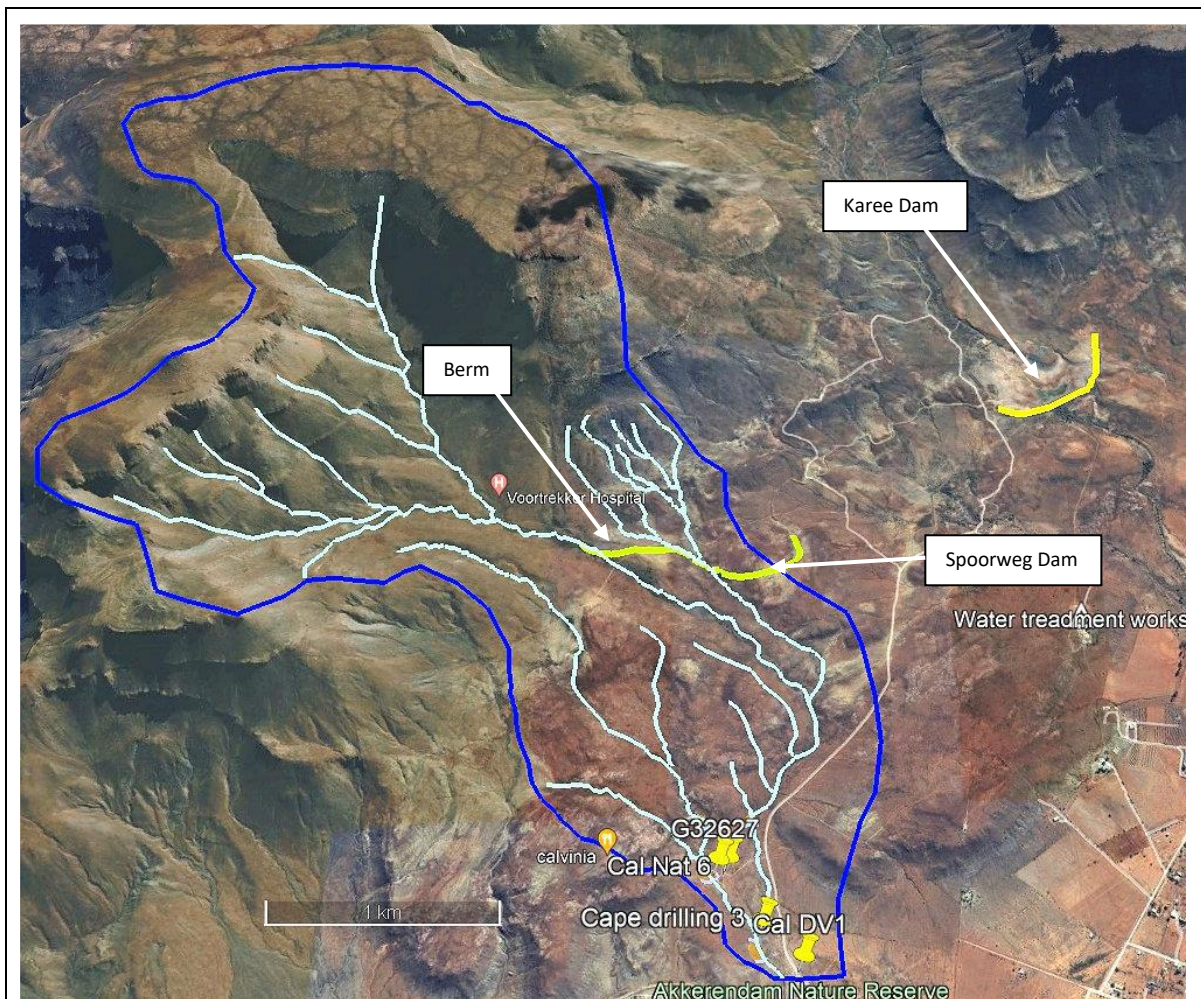 Karee Dam
Berm
H
Voortrekker Hospital
Spoorweg Dam
Water treadment works
G32627
calvinia
Cal Nat 6
1 km
Cape drilling 3
Cal DV1
Akkerendam Nature Reserve